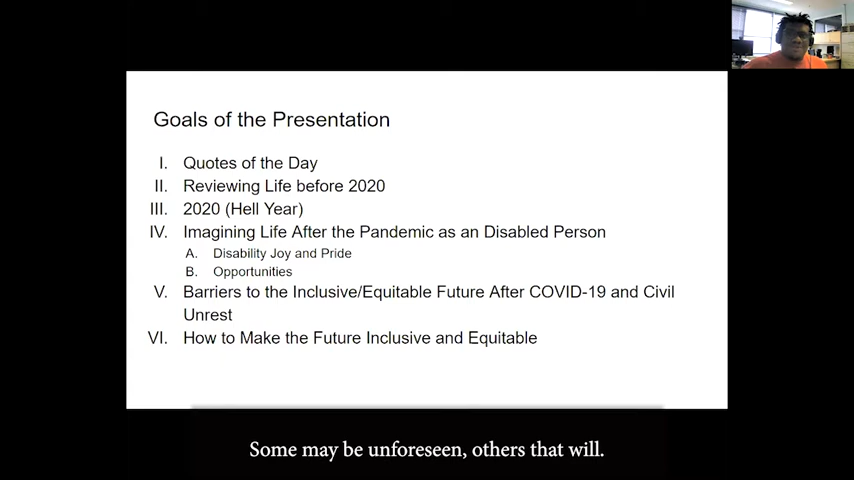 Goals of the Presentation
I. Quotes of the Day
II. Reviewing Life before 2020
III. 2020 (Hell Year)
IV. Imagining Life After the Pandemic as an Disabled Person
A. Disability Joy and Pride
B. Opportunities
V. Barriers to the Inclusive/Equitable Future After COVID-19 and Civil
Unrest
VI. How to Make the Future Inclusive and Equitable
Some may be unforeseen, others that will.